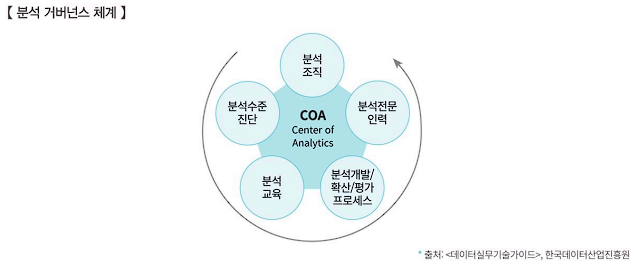 【 분석 거버넌스 체계 】
분석
조직
분석수준
진단
분석전문
인력
COA
Center of
Analytics
분석
교육
분석개발/
확산/평가
프로세스
* 출처: <데이터실무기술가이드>, 한국데이터산업진흥원